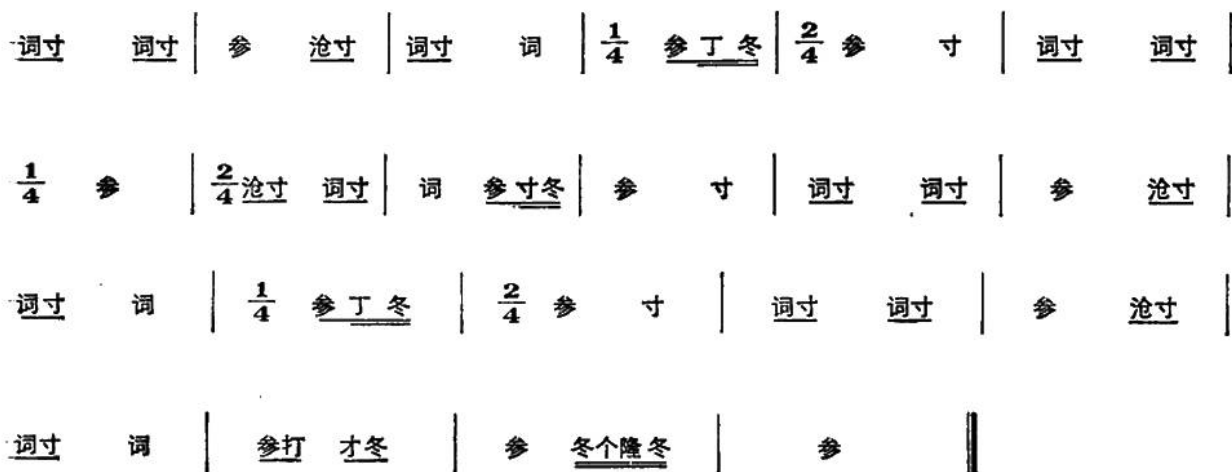 词寸 词寸 | 参 沧寸 | 词寸 词 | 1/4 参 丁 冬 | 2/4 参 寸 | 词寸 词寸 |
1/4 参 | 2/4 沧寸 词寸 | 词 参 寸冬 | 参 寸 | 词寸 词寸 | 参 沧寸 |
词寸 词 | 1/4 参 丁 冬 | 2/4 参 寸 | 词寸 词寸 | 参 沧寸 |
词寸 词 | 参打 才冬 | 参 冬个隆冬 | 参 ‖